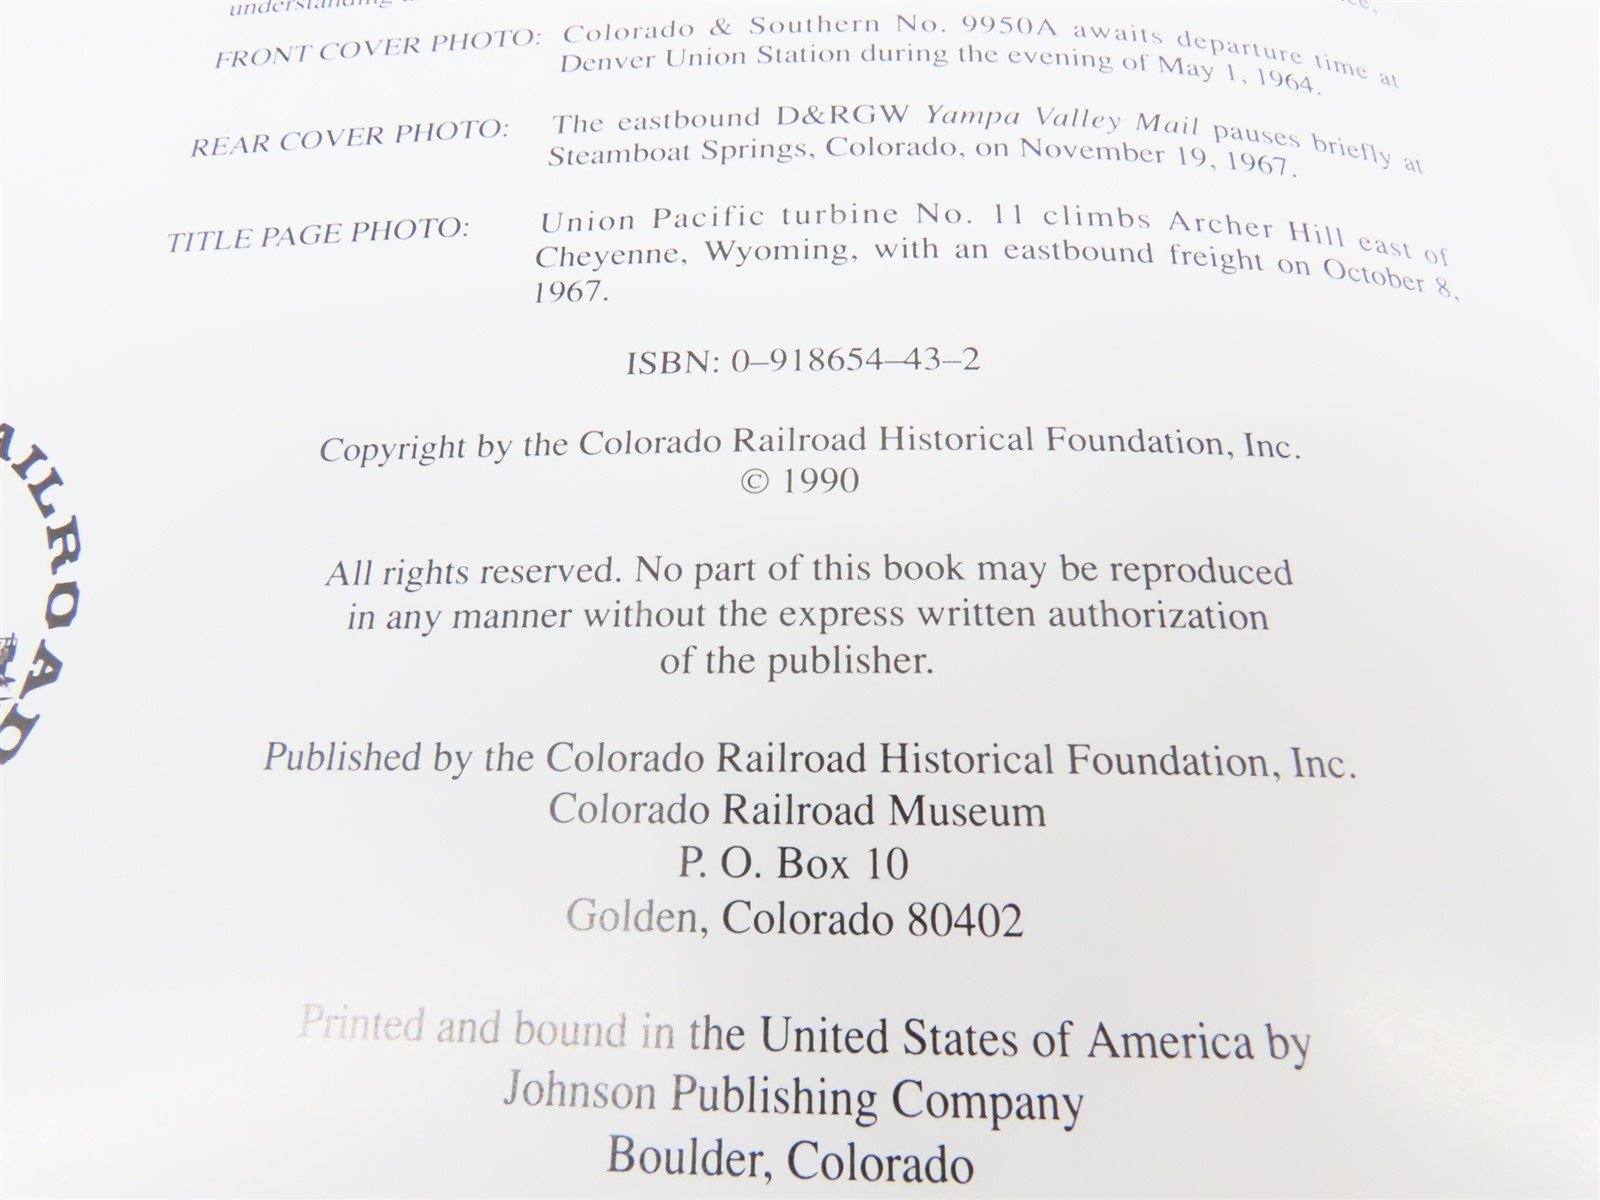 understanding
FRONT COVER PHOTO: Colorado & Southern No. 9950A awaits departure time at
Denver Union Station during the evening of May 1, 1964.
REAR COVER PHOTO: The eastbound D&RGW Yampa Valley Mail pauses briefly at
Steamboat Springs, Colorado, on November 19, 1967.
TITLE PAGE PHOTO: Union Pacific turbine No. 11 climbs Archer Hill east of
Cheyenne, Wyoming, with an eastbound freight on October 8,
1967.
ISBN: 0–918654–43–2
Copyright by the Colorado Railroad Historical Foundation, Inc.
© 1990
AILROAD
All rights reserved. No part of this book may be reproduced
in any manner without the express written authorization
of the publisher.
Published by the Colorado Railroad Historical Foundation, Inc.
Colorado Railroad Museum
P. O. Box 10
Golden, Colorado 80402
Printed and bound in the United States of America by
Johnson Publishing Company
Boulder, Colorado